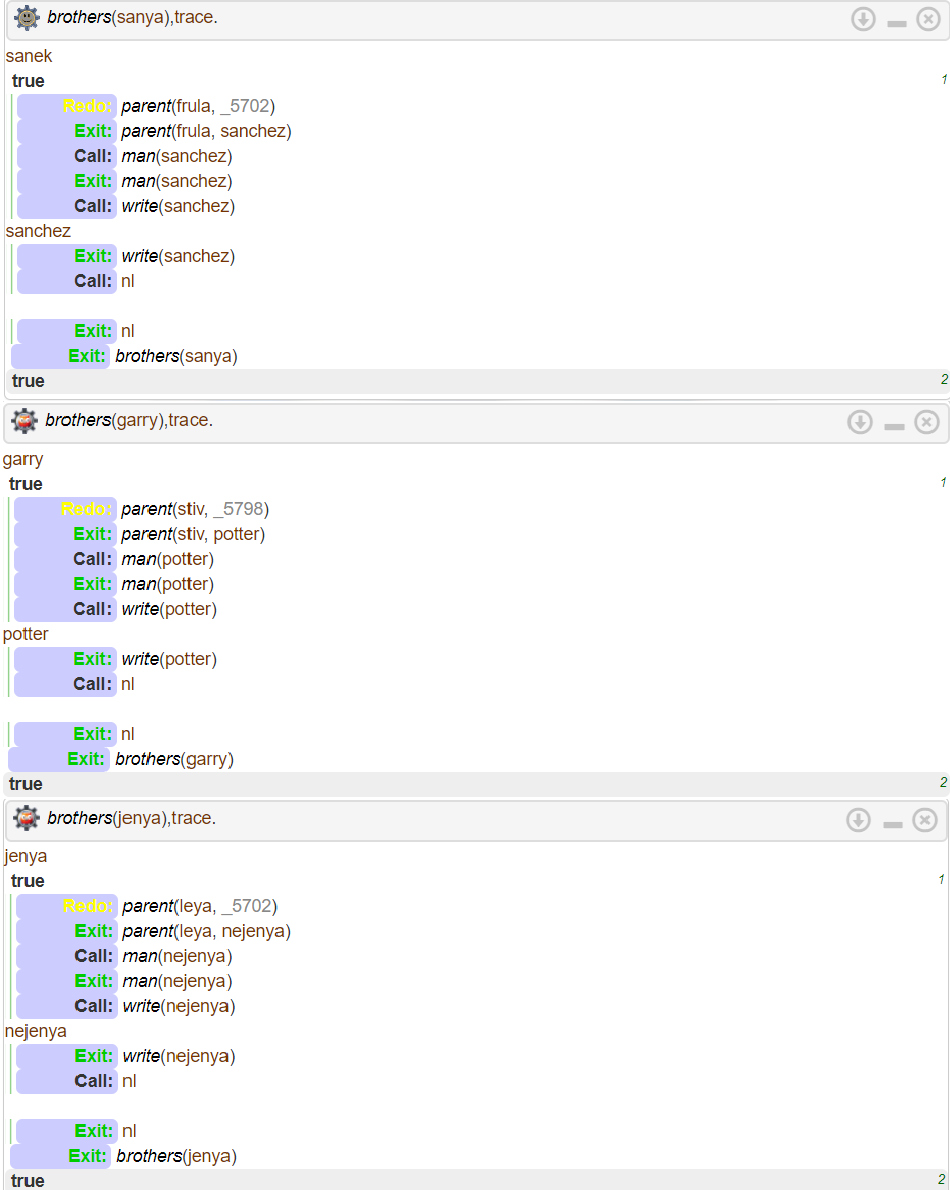 brothers(sanya),trace.
sanek
true 1
Redo: parent(frula, _5702)
Exit: parent(frula, sanchez)
Call: man(sanchez)
Exit: man(sanchez)
Call: write(sanchez)
sanchez
Exit: write(sanchez)
Call: nl
Exit: nl
Exit: brothers(sanya)
true 2
brothers(garry),trace.
garry
true 1
Redo: parent(stiv, _5798)
Exit: parent(stiv, potter)
Call: man(potter)
Exit: man(potter)
Call: write(potter)
potter
Exit: write(potter)
Call: nl
Exit: nl
Exit: brothers(garry)
true 2
brothers(jenya),trace.
jenya
true 1
Redo: parent(leya, _5702)
Exit: parent(leya, nejenya)
Call: man(nejenya)
Exit: man(nejenya)
Call: write(nejenya)
nejenya
Exit: write(nejenya)
Call: nl
Exit: nl
Exit: brothers(jenya)
true 2